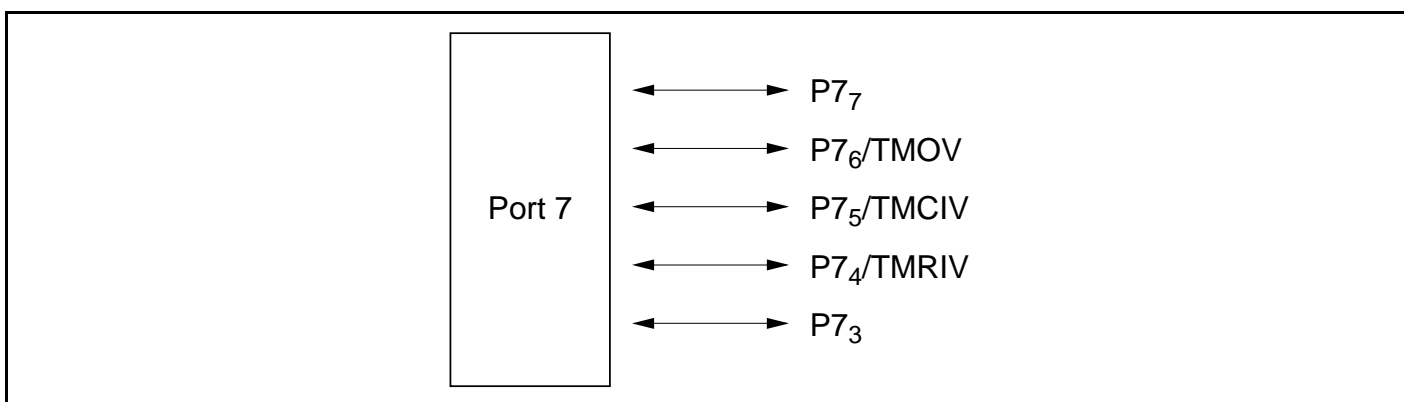 P7₇
P7₆/TMOV
Port 7
P7₅/TMCIV
P7₄/TMRIV
P7₃